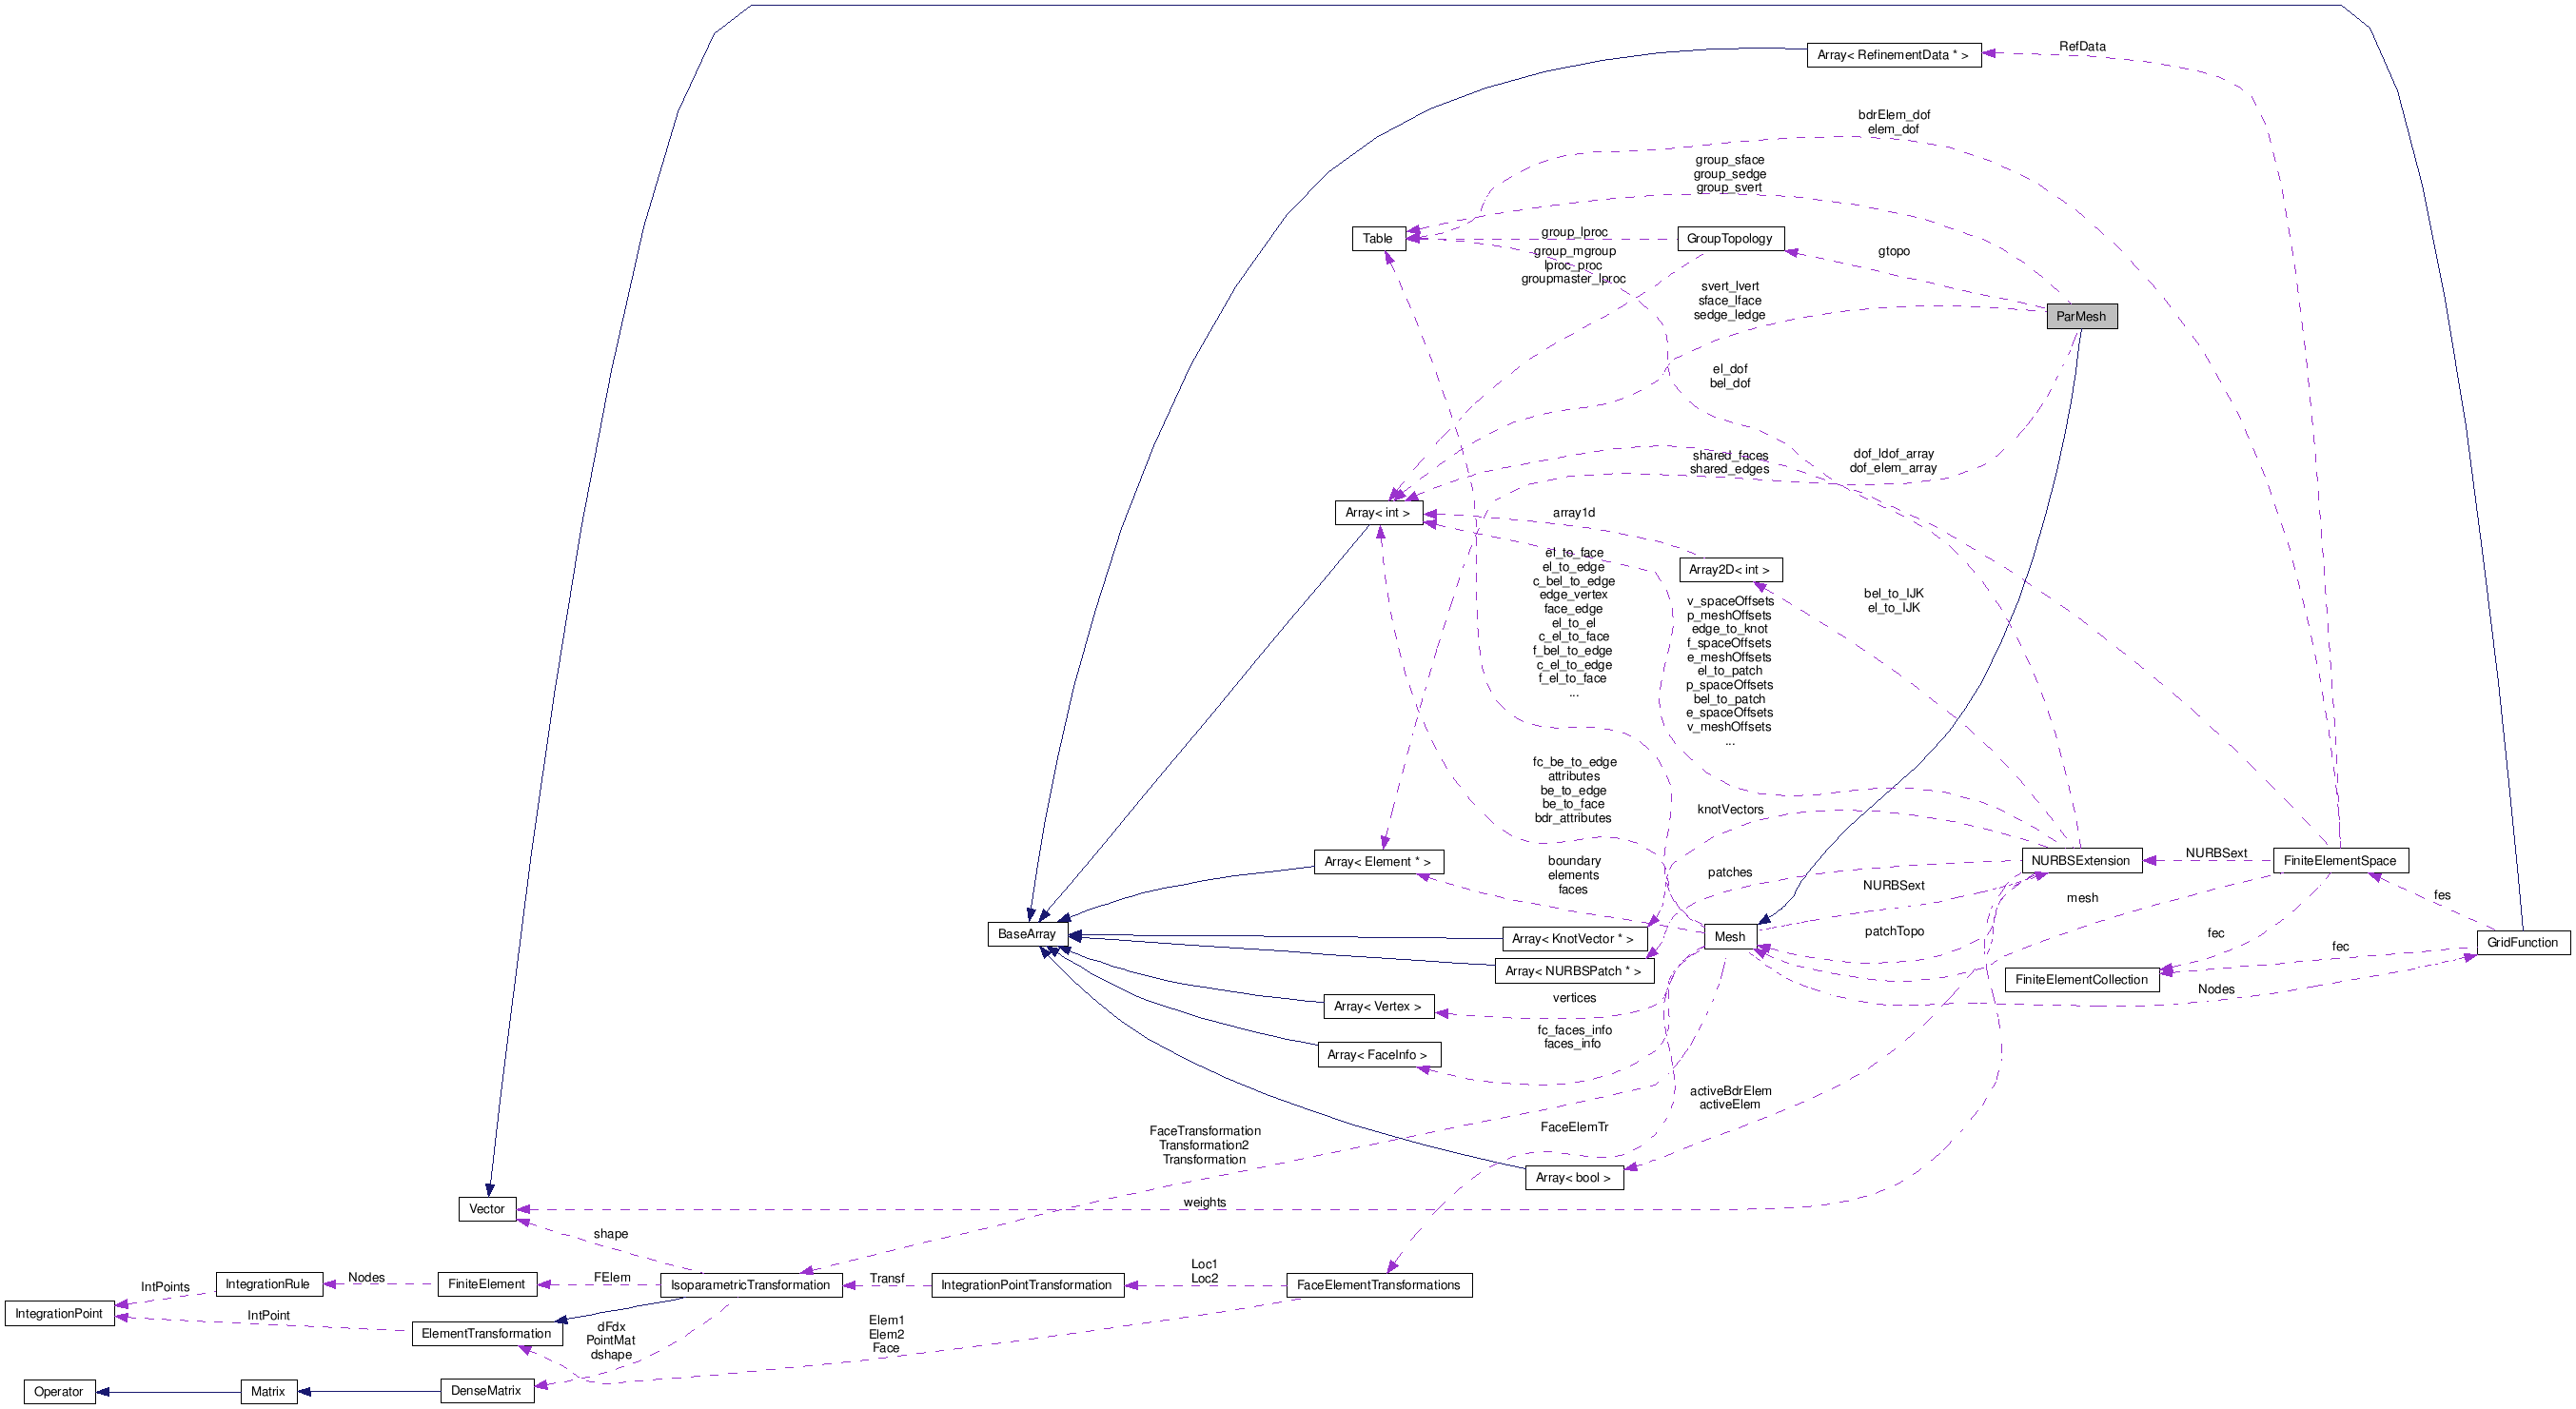 Array< RefinementData * >
RefData
bdrElem_dof
elem_dof
group_sface
group_sedge
group_svert
Table
group_lproc
GroupTopology
gtopo
group_mgroup
lproc_proc
groupmaster_lproc
svert_lvert
sface_lface
sedge_ledge
ParMesh
el_dof
bel_dof
shared_faces
shared_edges
dof_ldof_array
dof_elem_array
Array< int >
array1d
Array2D< int >
el_to_face
el_to_edge
c_bel_to_edge
edge_vertex
face_edge
el_to_el
c_el_to_face
f_bel_to_edge
c_el_to_edge
f_el_to_face
...
v_spaceOffsets
p_meshOffsets
edge_to_knot
f_spaceOffsets
e_meshOffsets
el_to_patch
p_spaceOffsets
bel_to_patch
e_spaceOffsets
v_meshOffsets
...
bel_to_IJK
el_to_IJK
fc_be_to_edge
attributes
be_to_edge
be_to_face
bdr_attributes
knotVectors
Array< Element * >
boundary
elements
faces
patches
NURBSExtension
NURBSext
FiniteElementSpace
NURBSext
mesh
fes
BaseArray
Array< KnotVector * >
Mesh
patchTopo
fec
fec
GridFunction
Array< NURBSPatch * >
FiniteElementCollection
Nodes
Array< Vertex >
vertices
fc_faces_info
faces_info
Array< FaceInfo >
activeBdrElem
activeElem
FaceTransformation
Transformation2
Transformation
FaceElemTr
Array< bool >
Vector
weights
shape
IntegrationRule
Nodes
FiniteElement
FElem
IsoparametricTransformation
Transf
IntegrationPointTransformation
Loc1
Loc2
FaceElementTransformations
IntPoints
IntegrationPoint
IntPoint
ElementTransformation
dFdx
PointMat
dshape
Elem1
Elem2
Face
Operator
Matrix
DenseMatrix